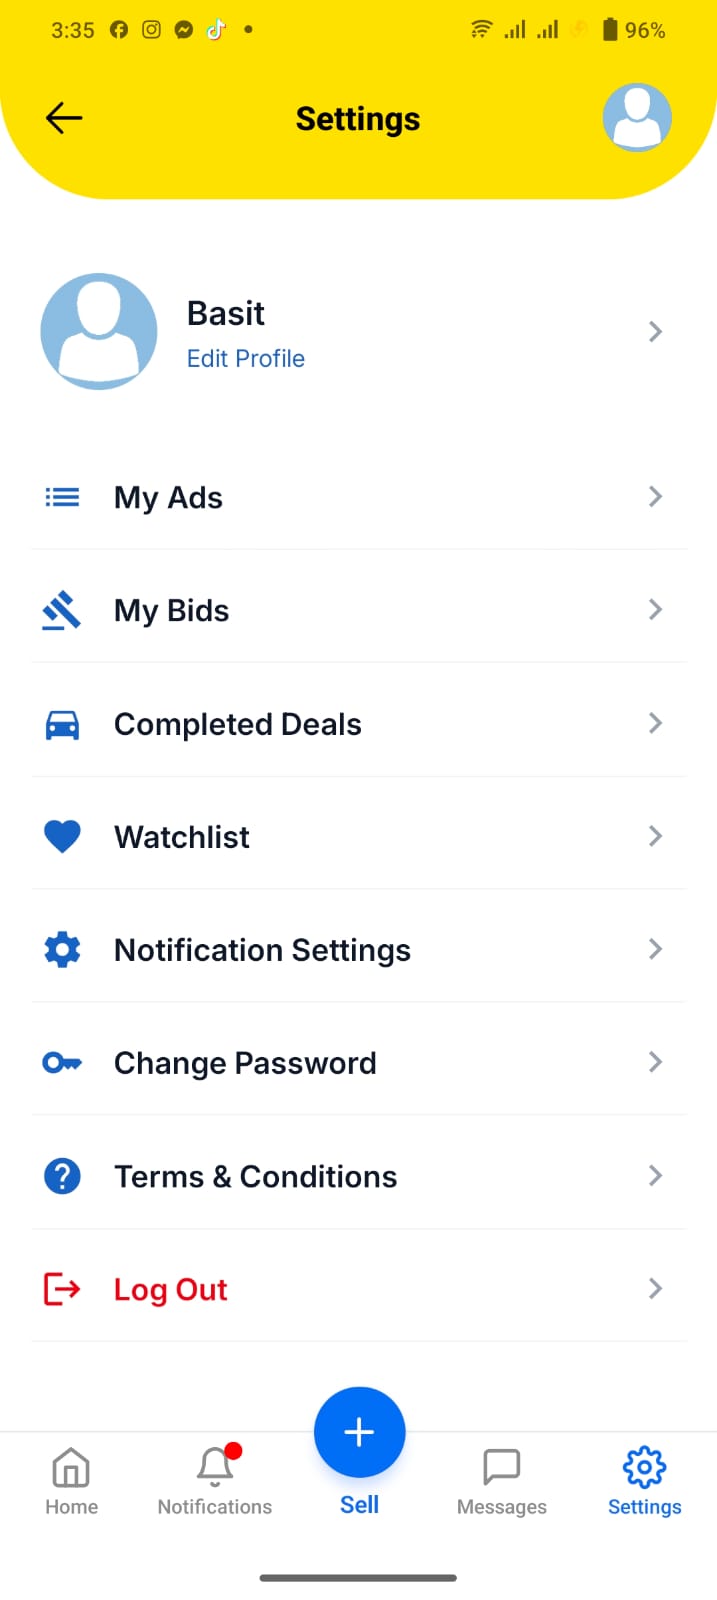 3:35 96%
Settings
Basit
Edit Profile
My Ads
My Bids
Completed Deals
Watchlist
Notification Settings
Change Password
Terms & Conditions
Log Out
Home Notifications Sell Messages Settings